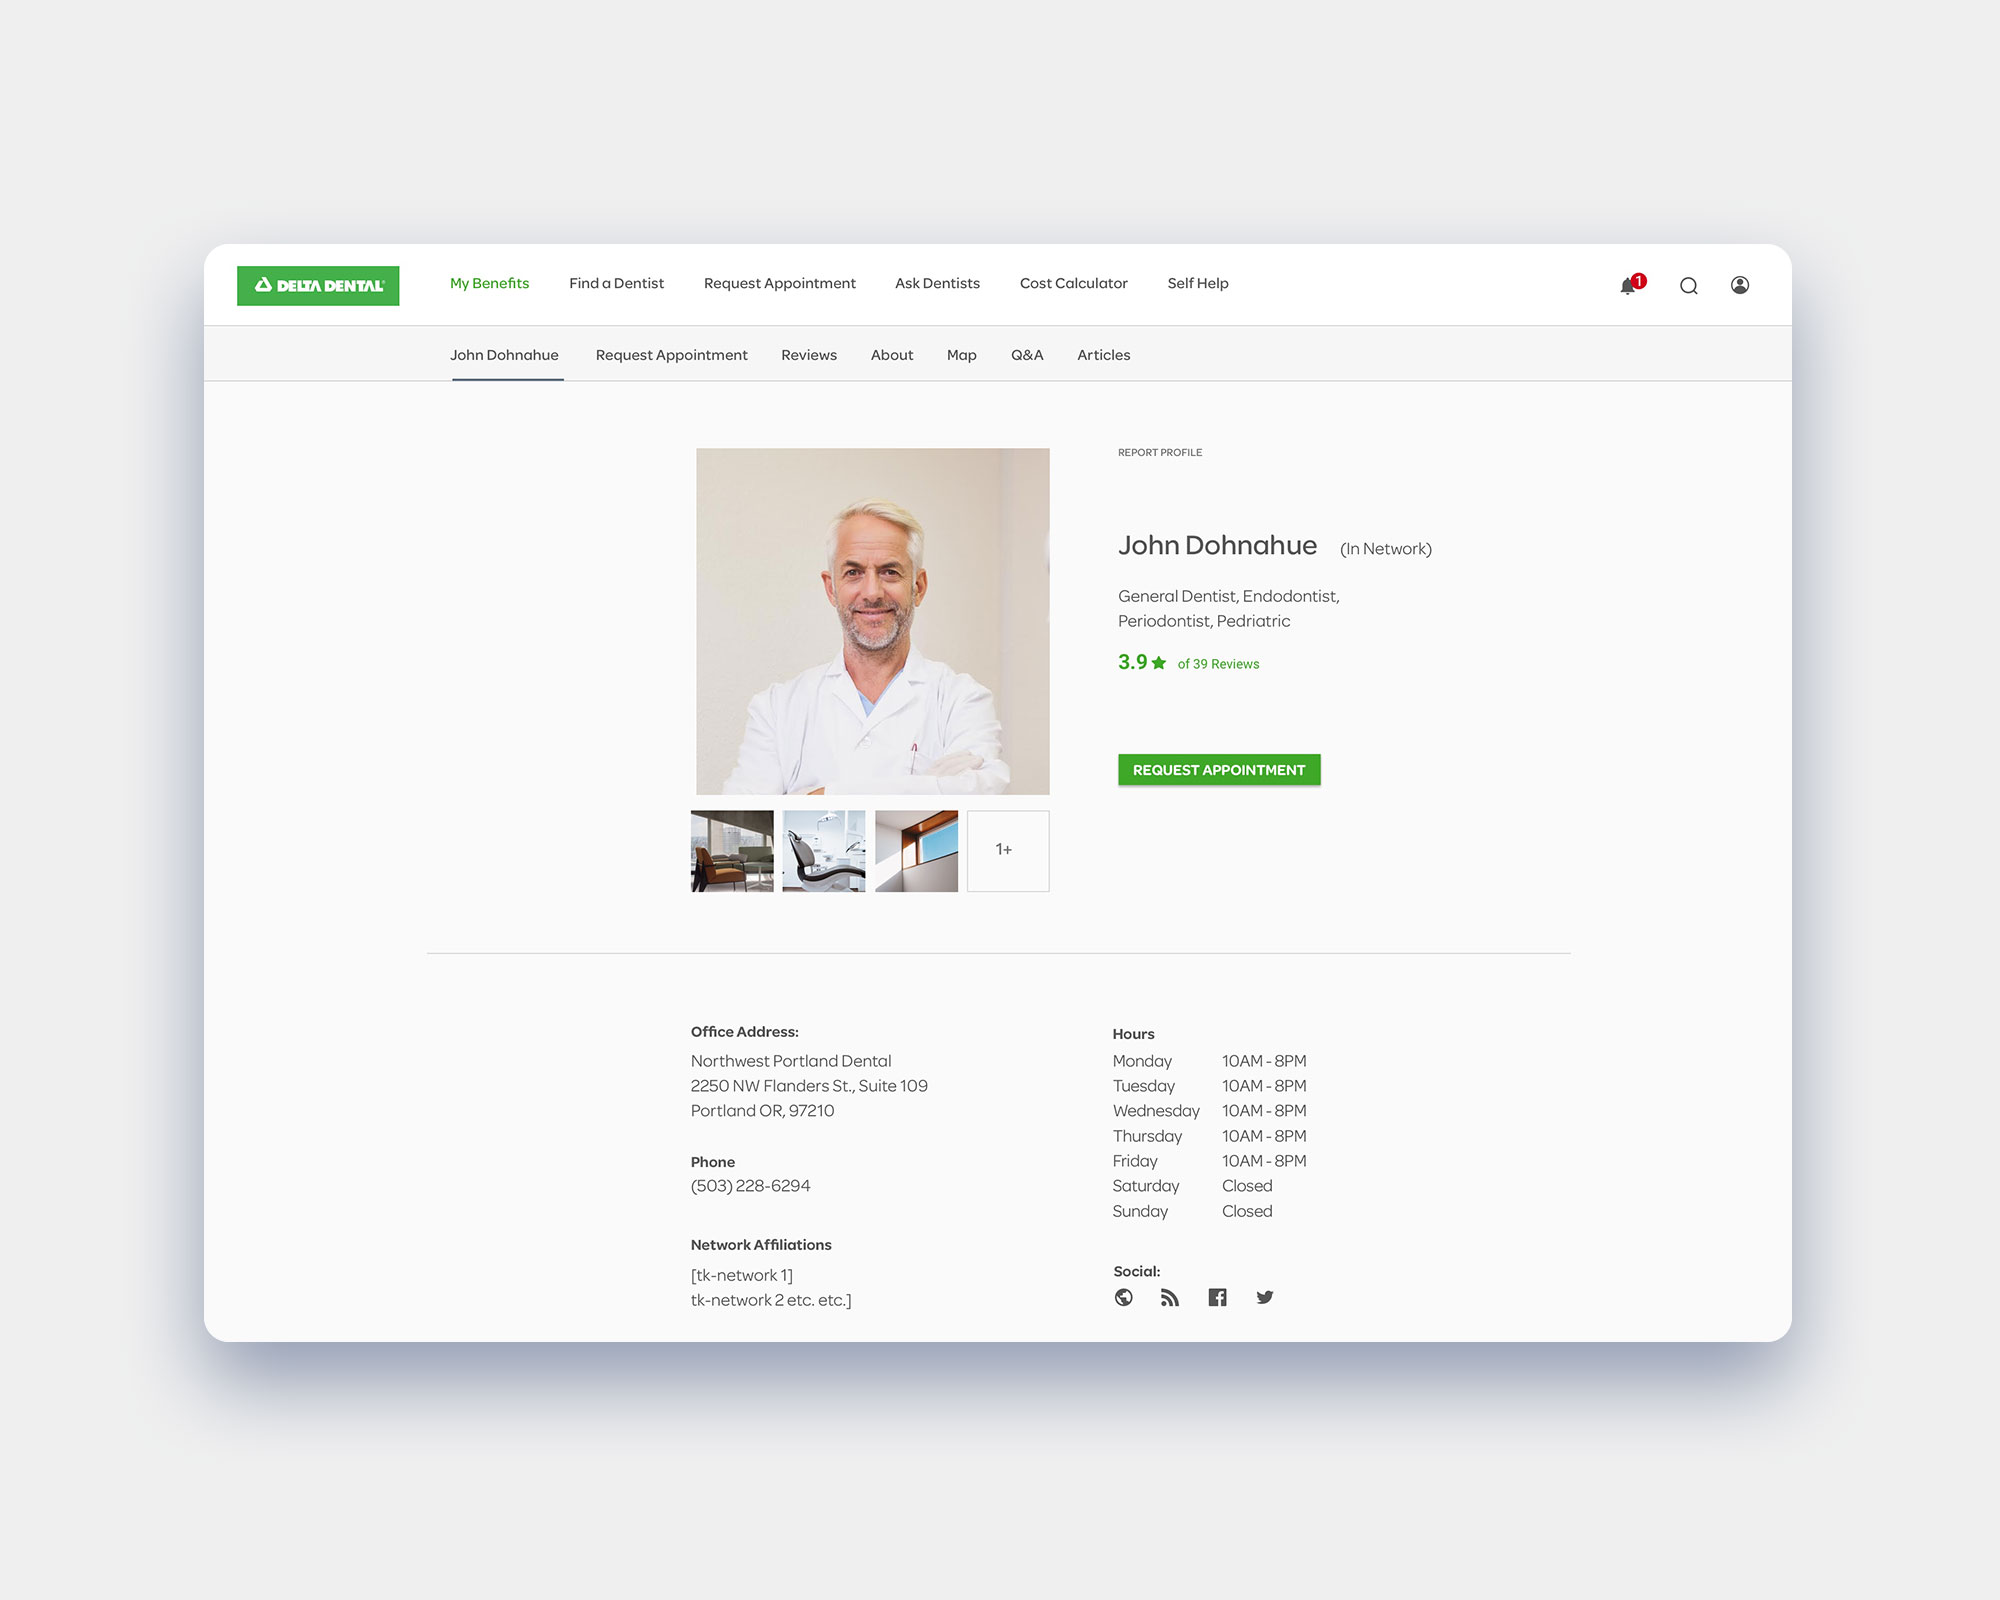 DELTA DENTAL
My Benefits Find a Dentist Request Appointment Ask Dentists Cost Calculator Self Help
1
John Dohnahue Request Appointment Reviews About Map Q&A Articles
REPORT PROFILE
John Dohnahue (In Network)
General Dentist, Endodontist,
Periodontist, Pedriatric
3.9★ of 39 Reviews
REQUEST APPOINTMENT
1+
Office Address:
Northwest Portland Dental
2250 NW Flanders St., Suite 109
Portland OR, 97210
Phone
(503) 228-6294
Network Affiliations
[tk-network 1]
tk-network 2 etc. etc.]
Hours
Monday 10AM - 8PM
Tuesday 10AM - 8PM
Wednesday 10AM - 8PM
Thursday 10AM - 8PM
Friday 10AM - 8PM
Saturday Closed
Sunday Closed
Social: